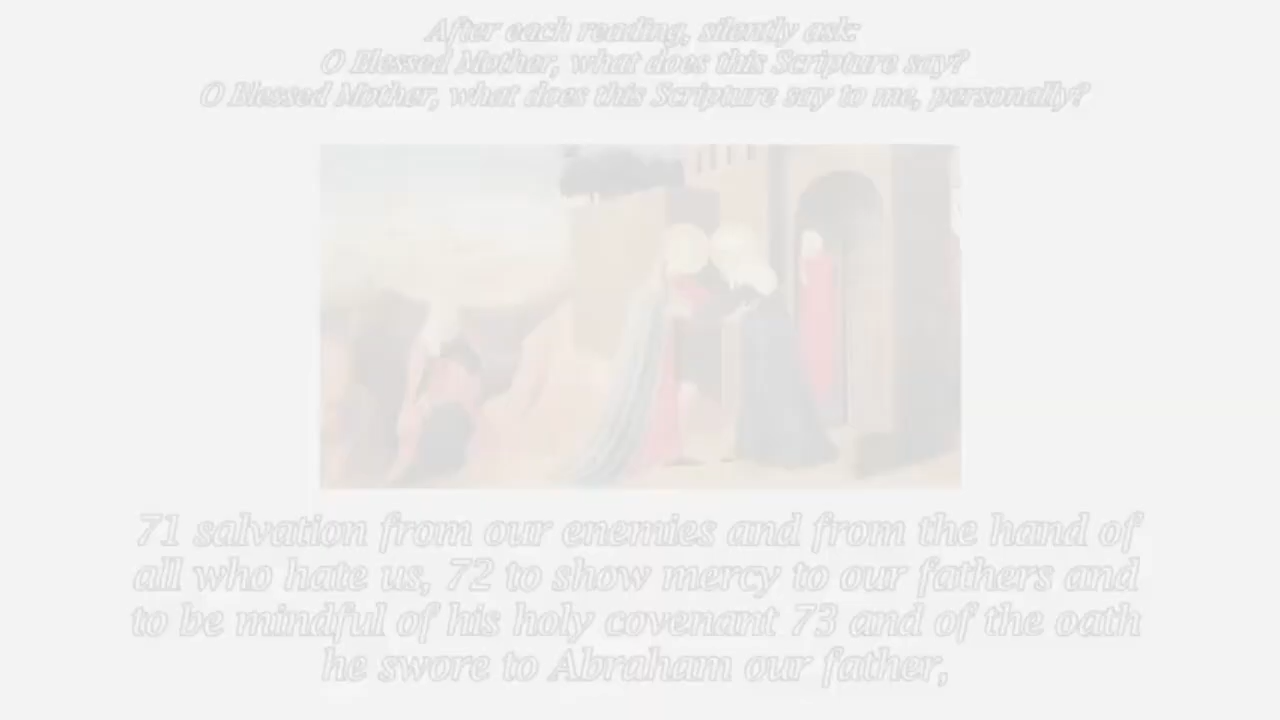 After each reading, silently ask:
O Blessed Mother, what does this Scripture say?
O Blessed Mother, what does this Scripture say to me, personally?
71 salvation from our enemies and from the hand of
all who hate us, 72 to show mercy to our fathers and
to be mindful of his holy covenant 73 and of the oath
he swore to Abraham our father,